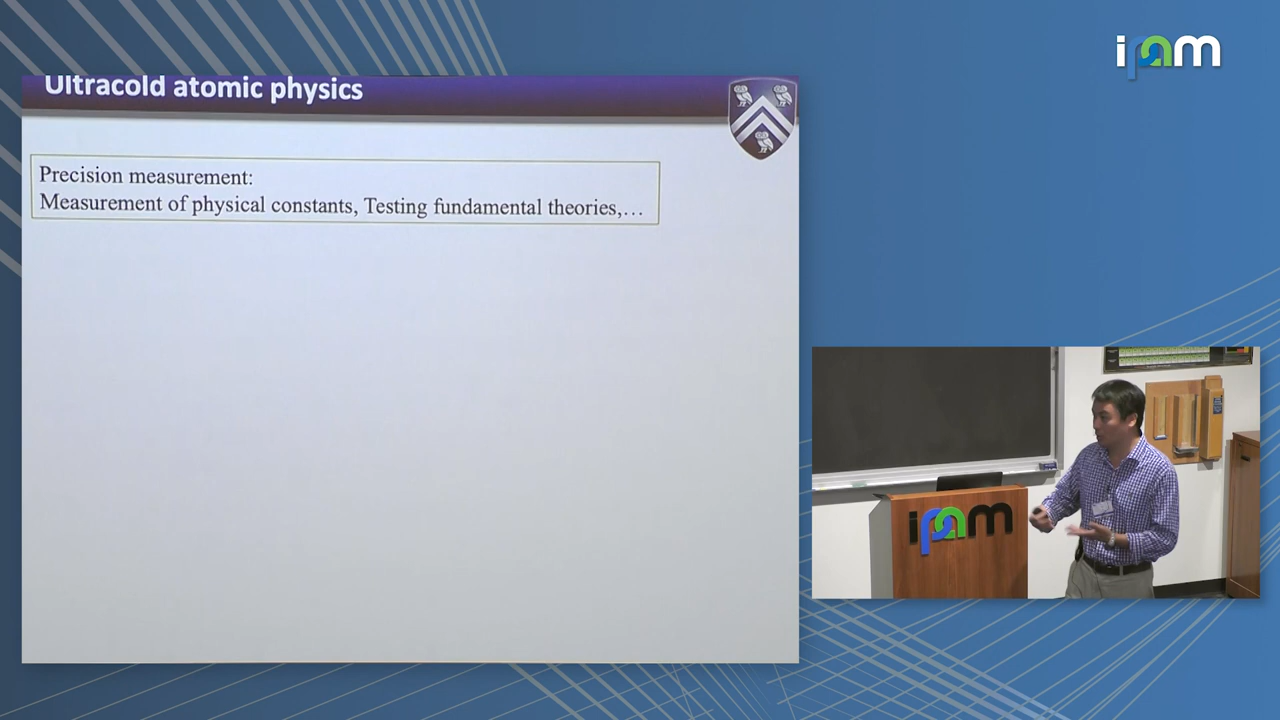 ipam
Ultracold atomic physics
Precision measurement:
Measurement of physical constants, Testing fundamental theories,…
ipam